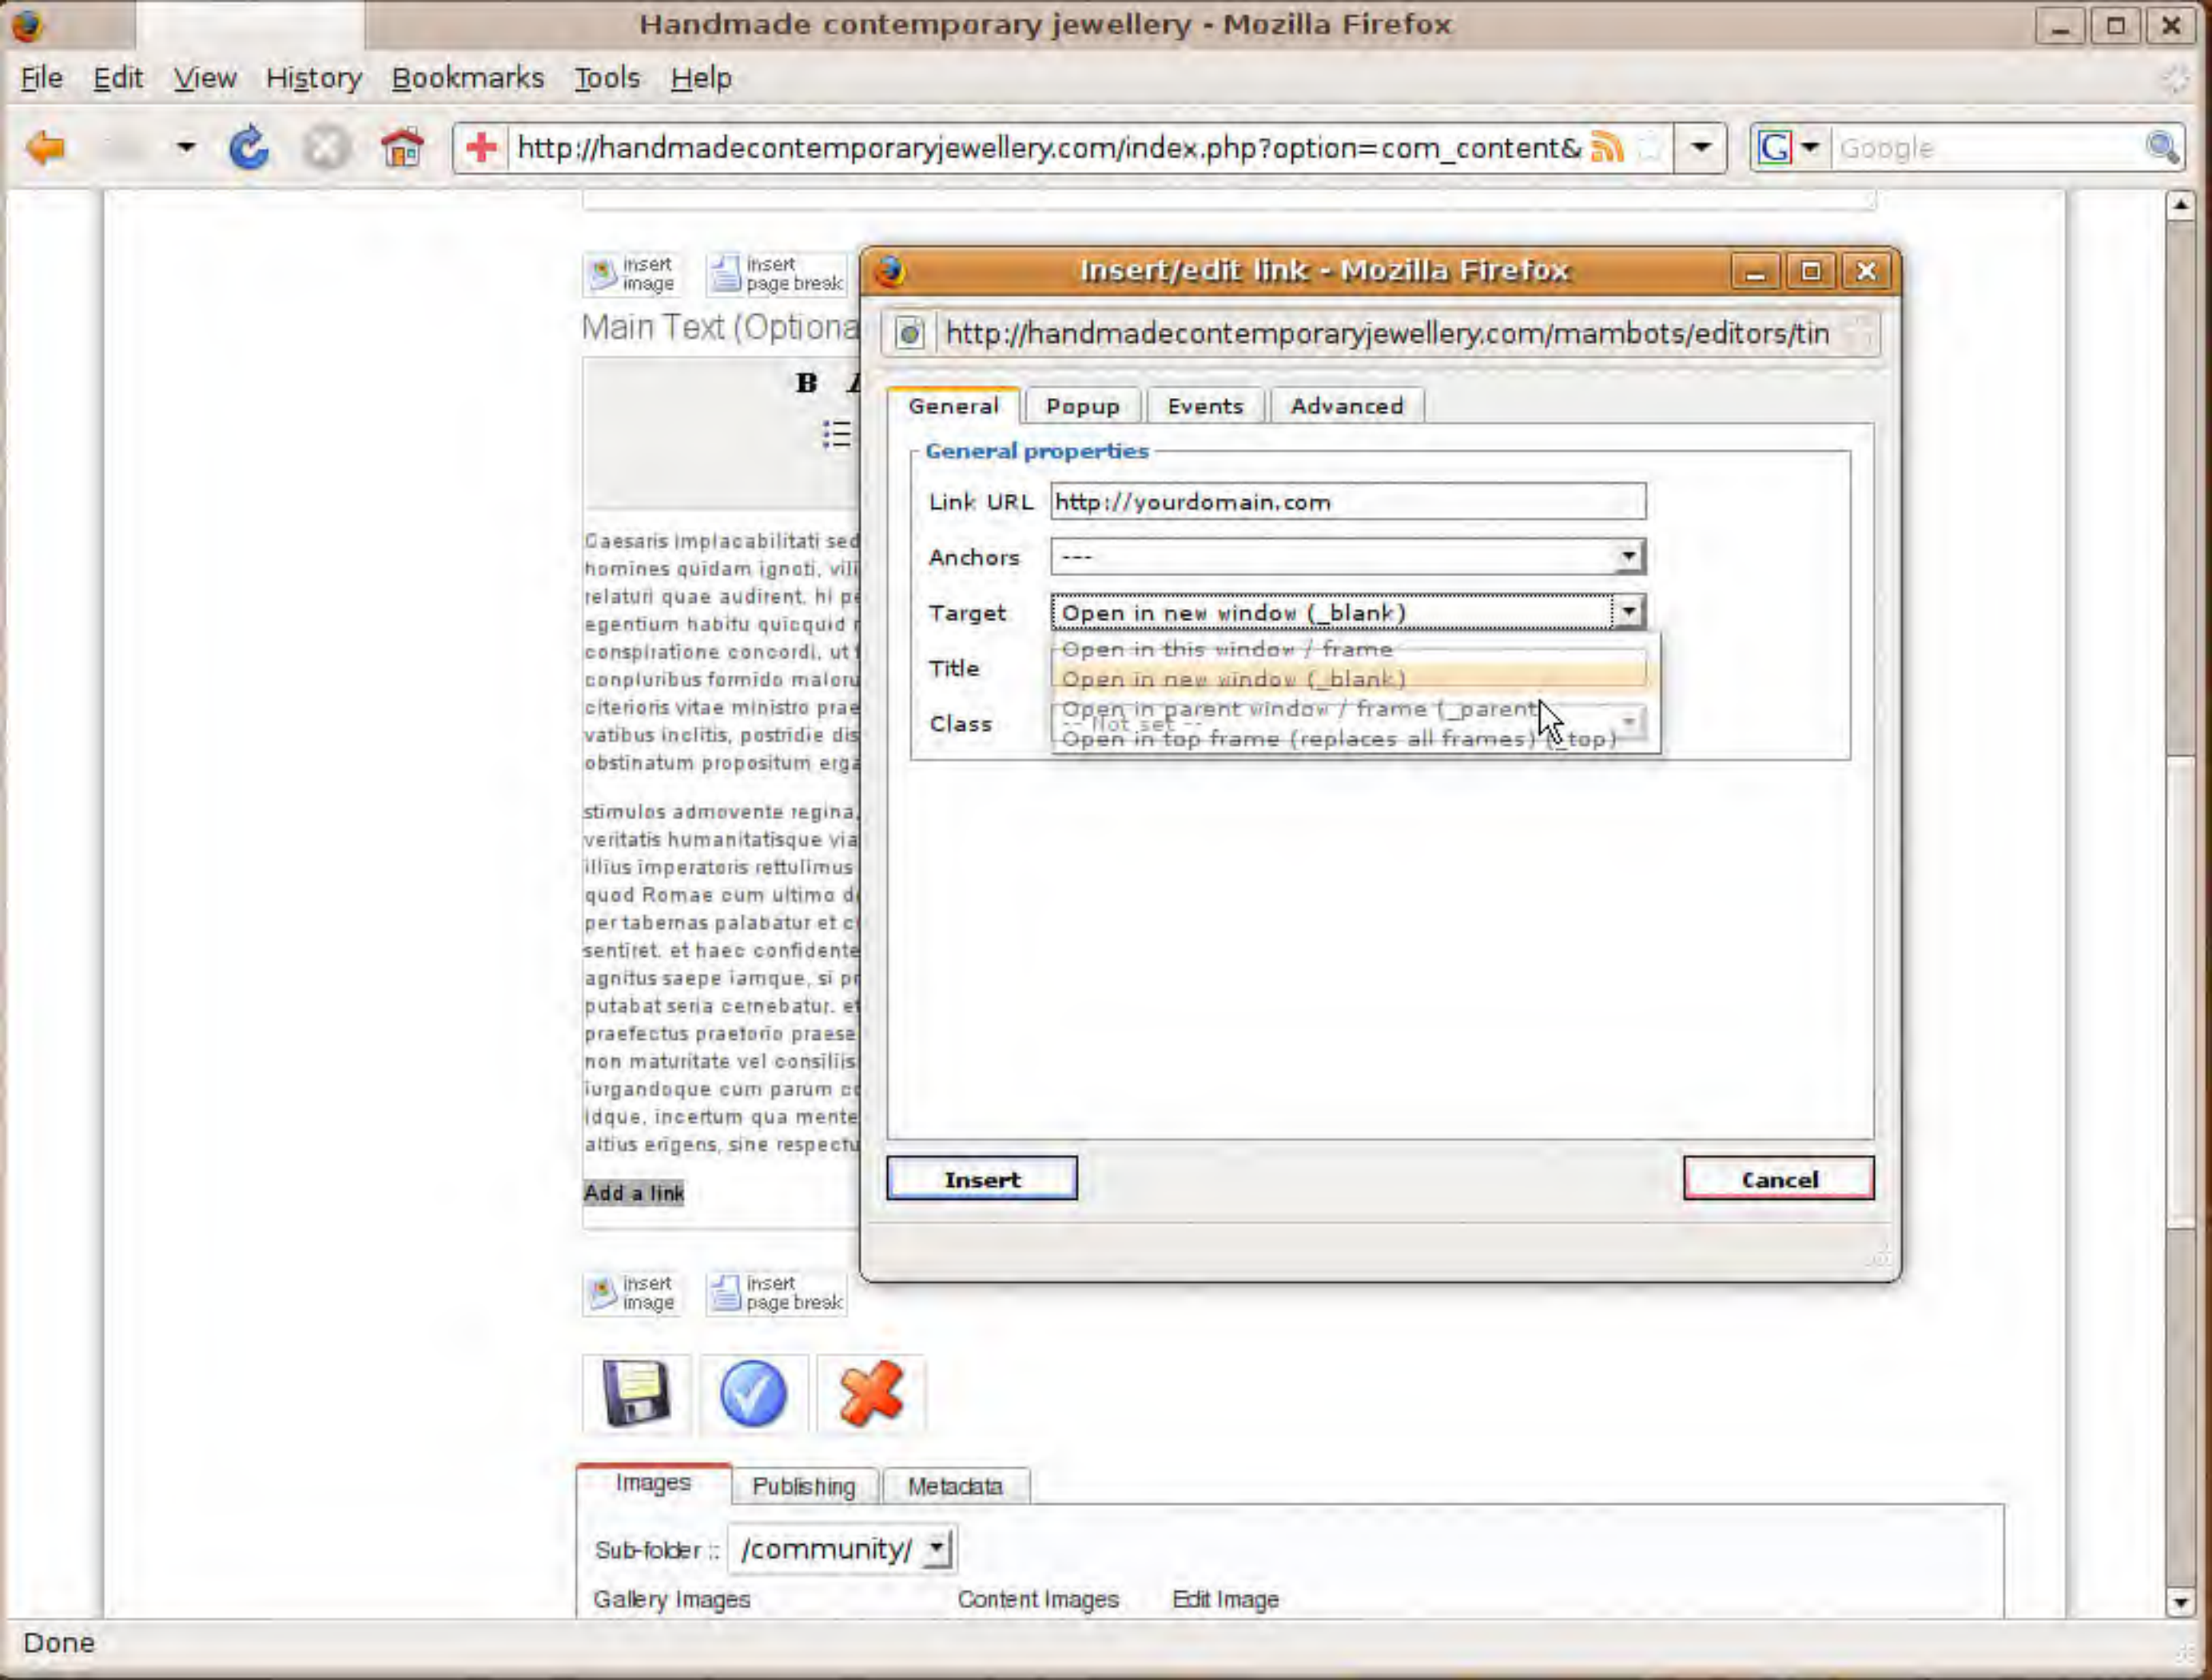 Handmade contemporary jewellery - Mozilla Firefox
File Edit View History Bookmarks Tools Help
http://handmadecontemporaryjewellery.com/index.php?option=com_content&
Google
insert image
insert page break
Main Text (Optiona
B
Insert/edit link - Mozilla Firefox
http://handmadecontemporaryjewellery.com/mambots/editors/tin
General Popup Events Advanced
General properties
Link URL http://yourdomain.com
Anchors ---
Target Open in new window (_blank)
Open in this window / frame
Title
Open in new window (_blank)
Open in parent window / frame (_parent
Class -- Not set --
Open in top frame (replaces all frames) (_top)
Insert Cancel
Caesaris implacabilitati sed
homines quidam ignoti, vili
relaturi quae audirent. hi pe
egentium habitu quicquid
conspiratione concordi, ut
conpluribus formido maloru
citerioris vitae ministro prae
vatibus inclitis, postridie dis
obstinatum propositum erga
stimulos admovente regina,
veritatis humanitatisque via
illius imperatoris rettulimus
quod Romae cum ultimo d
per tabernas palabatur et c
sentiret. et haec confidente
agnitus saepe iamque, si pr
putabat seria cernebatur. et
praefectus praetorio praese
non maturitate vel consiliis
iurgandoque cum parum co
idque, incertum qua mente
altius erigens, sine respectu
Add a link
insert image
insert page break
Images Publishing Metadata
Sub-folder :: /community/
Gallery Images Content Images Edit Image
Done